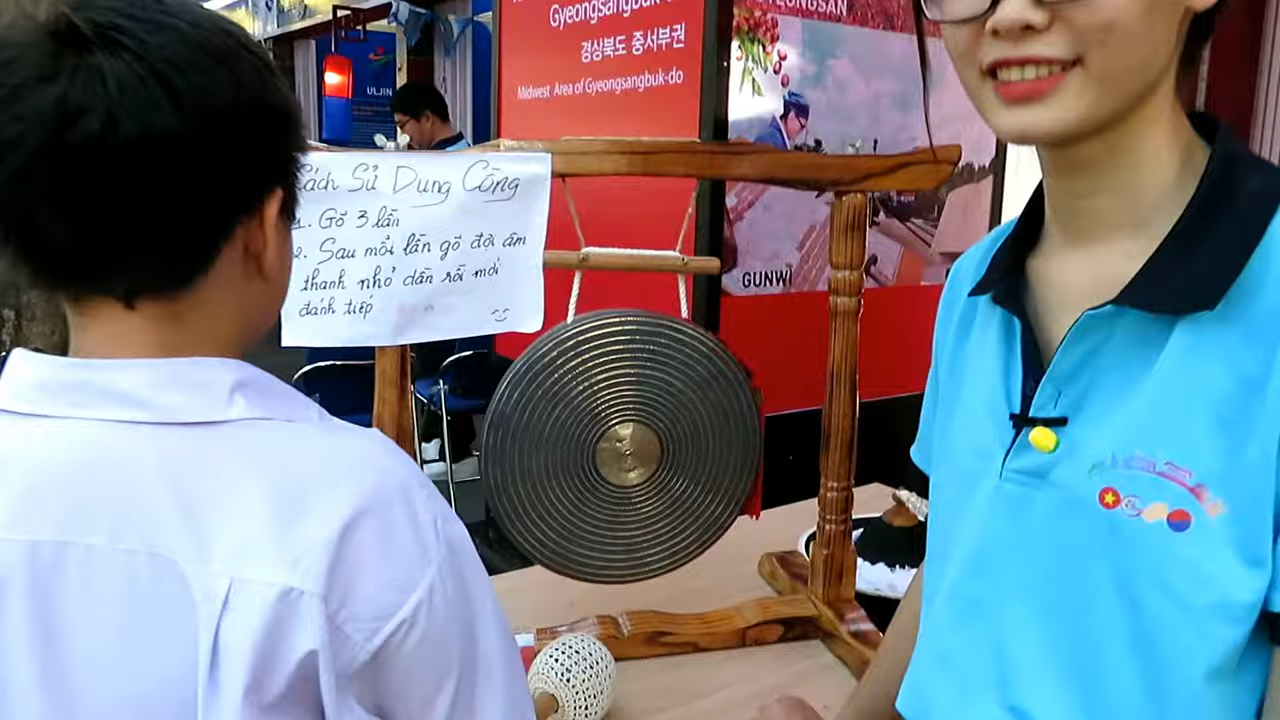 Gyeongsangbuk-do
경상북도 중서부권
Midwest Area of Gyeongsangbuk-do
ULJIN
GUNWI
Cách Sử Dụng Cồng
1. Gõ 3 lần
2. Sau mỗi lần gõ đợi âm
thanh nhỏ dần rồi mới
đánh tiếp